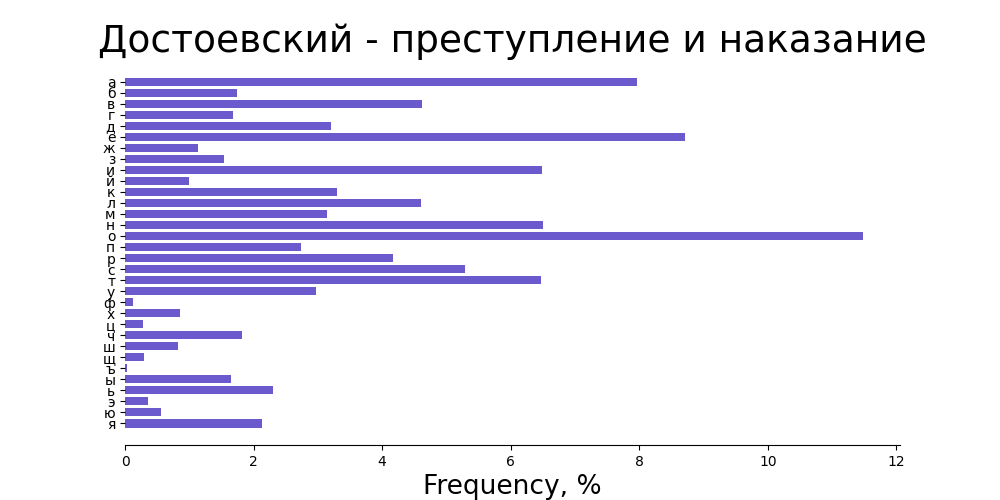 Достоевский - преступление и наказание
а
б
в
г
д
е
ж
з
и
й
к
л
м
н
о
п
р
с
т
у
ф
х
ц
ч
ш
щ
ъ
ы
ь
э
ю
я
0 2 4 6 8 10 12
Frequency, %